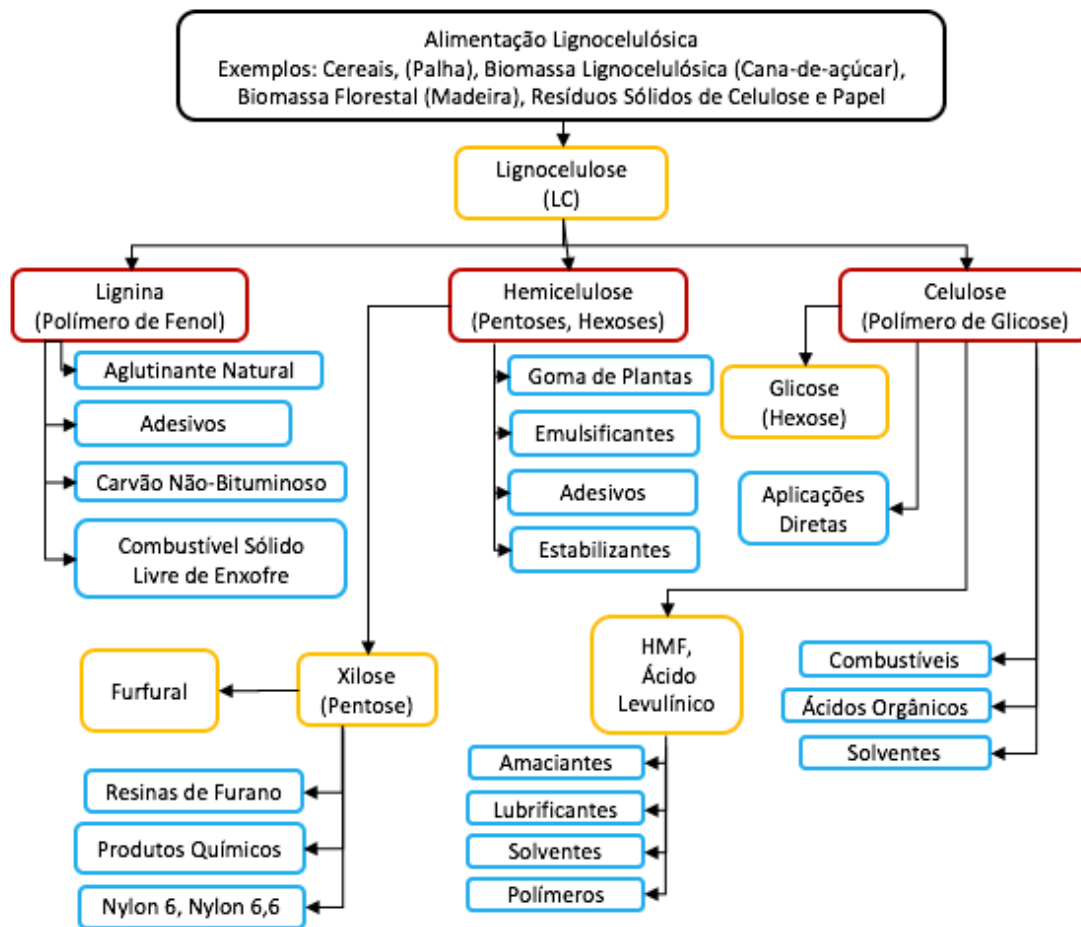 Alimentação Lignocelulósica
Exemplos: Cereais, (Palha), Biomassa Lignocelulósica (Cana-de-açúcar),
Biomassa Florestal (Madeira), Resíduos Sólidos de Celulose e Papel
Lignocelulose
(LC)
Lignina
(Polímero de Fenol)
Aglutinante Natural
Adesivos
Carvão Não-Bituminoso
Combustível Sólido
Livre de Enxofre
Hemicelulose
(Pentoses, Hexoses)
Goma de Plantas
Emulsificantes
Adesivos
Estabilizantes
Xilose
(Pentose)
Furfural
Resinas de Furano
Produtos Químicos
Nylon 6, Nylon 6,6
Celulose
(Polímero de Glicose)
Glicose
(Hexose)
Aplicações
Diretas
HMF,
Ácido
Levulínico
Amaciantes
Lubrificantes
Solventes
Polímeros
Combustíveis
Ácidos Orgânicos
Solventes